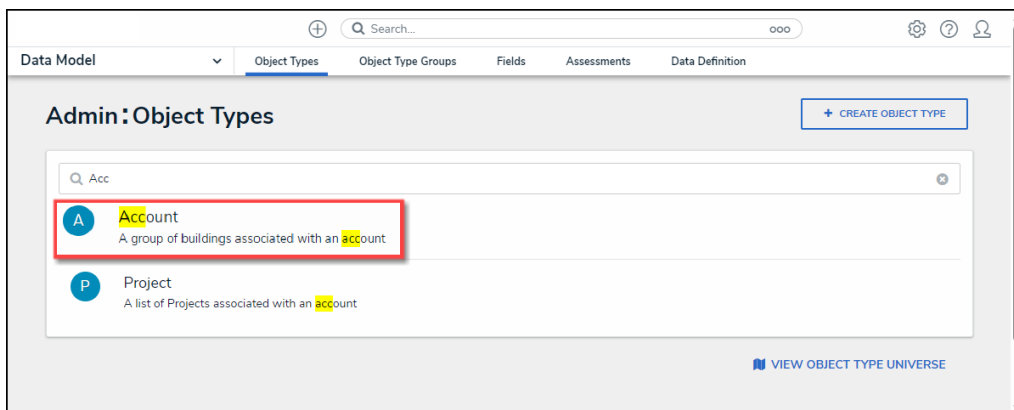 Search... ooo
Data Model Object Types Object Type Groups Fields Assessments Data Definition
Admin:Object Types
+ CREATE OBJECT TYPE
Acc
A
Account
A group of buildings associated with an account
P
Project
A list of Projects associated with an account
VIEW OBJECT TYPE UNIVERSE